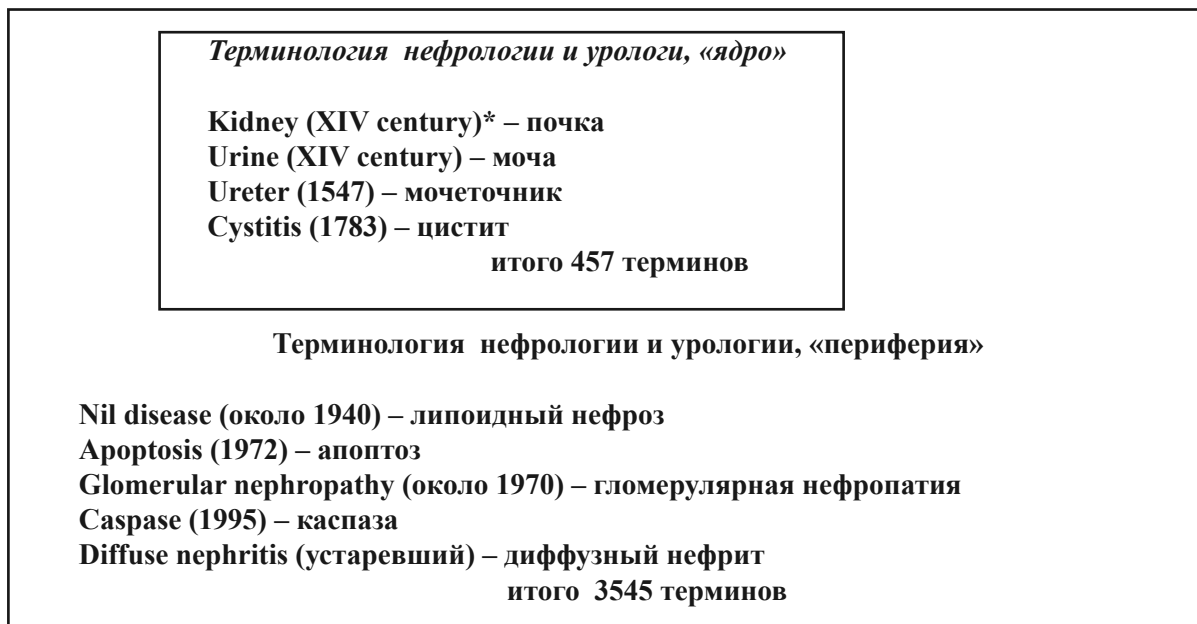 Терминология нефрологии и урологи, «ядро»
Kidney (XIV century)* – почка
Urine (XIV century) – моча
Ureter (1547) – мочеточник
Cystitis (1783) – цистит
итого 457 терминов
Терминология нефрологии и урологии, «периферия»
Nil disease (около 1940) – липоидный нефроз
Apoptosis (1972) – апоптоз
Glomerular nephropathy (около 1970) – гломерулярная нефропатия
Caspase (1995) – каспаза
Diffuse nephritis (устаревший) – диффузный нефрит
итого 3545 терминов